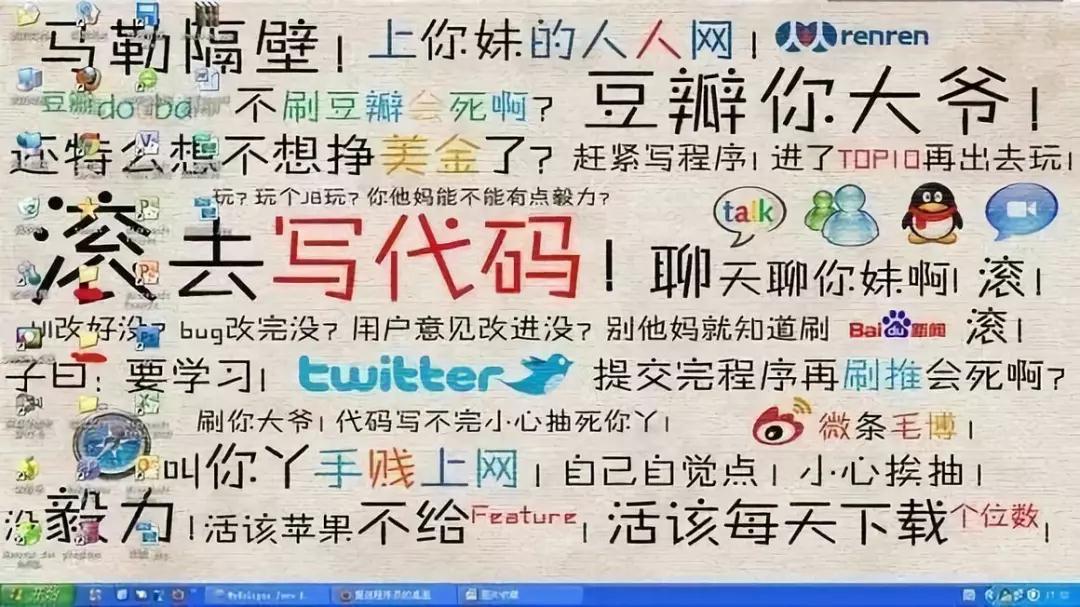 马勒隔壁! 上你妹的人人网! renren
豆瓣douban 不刷豆瓣会死啊? 豆瓣你大爷!
还特么想不想挣美金了? 赶紧写程序! 进了TOP10再出去玩!
玩? 玩个JB玩? 你他妈能不能有点毅力?
滚去写代码! talk
聊天聊你妹啊! 滚!
UI改好没? bug改完没? 用户意见改进没? 别他妈就知道刷 Bai du 新闻 滚!
子曰: 要学习! twitter 提交完程序再刷推会死啊?
刷你大爷! 代码写不完小心抽死你丫! 微条毛博!
叫你丫手贱上网! 自己自觉点! 小心挨抽!
没毅力! 活该苹果不给Feature! 活该每天下载个位数!
开始